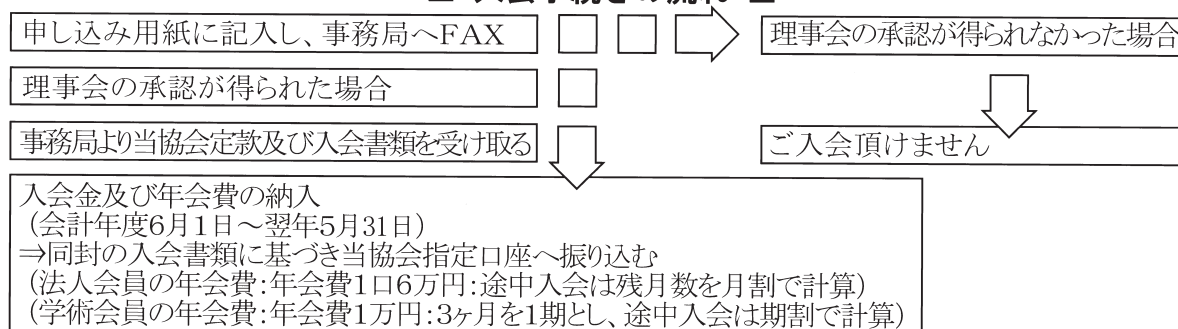 申し込み用紙に記入し、事務局へFAX
理事会の承認が得られなかった場合
理事会の承認が得られた場合
事務局より当協会定款及び入会書類を受け取る
ご入会頂けません
入会金及び年会費の納入
(会計年度6月1日～翌年5月31日)
⇒同封の入会書類に基づき当協会指定口座へ振り込む
(法人会員の年会費:年会費1口6万円:途中入会は残月数を月割で計算)
(学術会員の年会費:年会費1万円:3ヶ月を1期とし、途中入会は期割で計算)